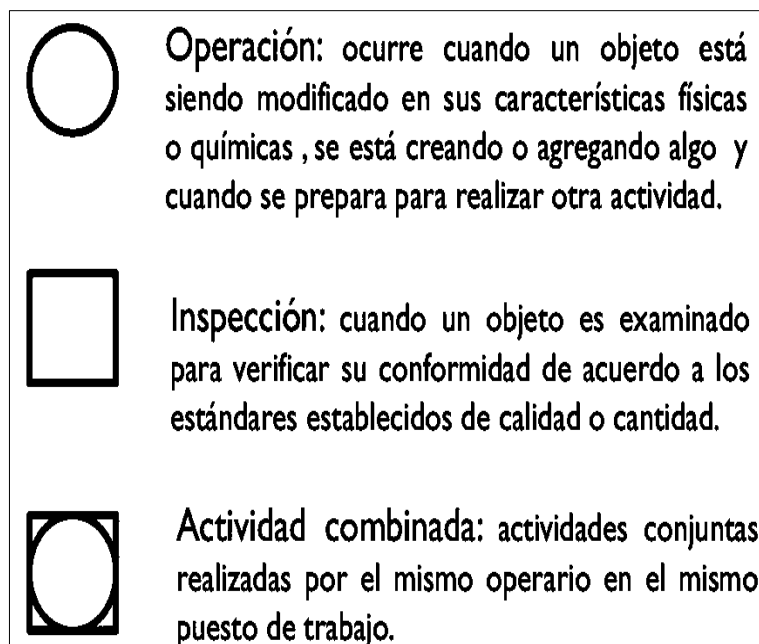 Operación: ocurre cuando un objeto está
siendo modificado en sus características físicas
o químicas , se está creando o agregando algo y
cuando se prepara para realizar otra actividad.
Inspección: cuando un objeto es examinado
para verificar su conformidad de acuerdo a los
estándares establecidos de calidad o cantidad.
Actividad combinada: actividades conjuntas
realizadas por el mismo operario en el mismo
puesto de trabajo.